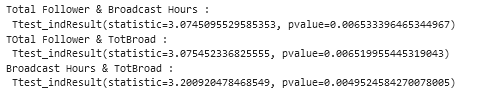 Total Follower & Broadcast Hours :
Ttest_indResult(statistic=3.0745095529585353, pvalue=0.006533396465344967)
TOtal Follower & TotBroad :
Ttest_indResult(statistic=3.075452336825555, pvalue=0.006519955445319043)
Broadcast Hours & TotBroad :
Ttest_indResult(statistic=3.200920478468549, pvalue=0.0049524584270078005)